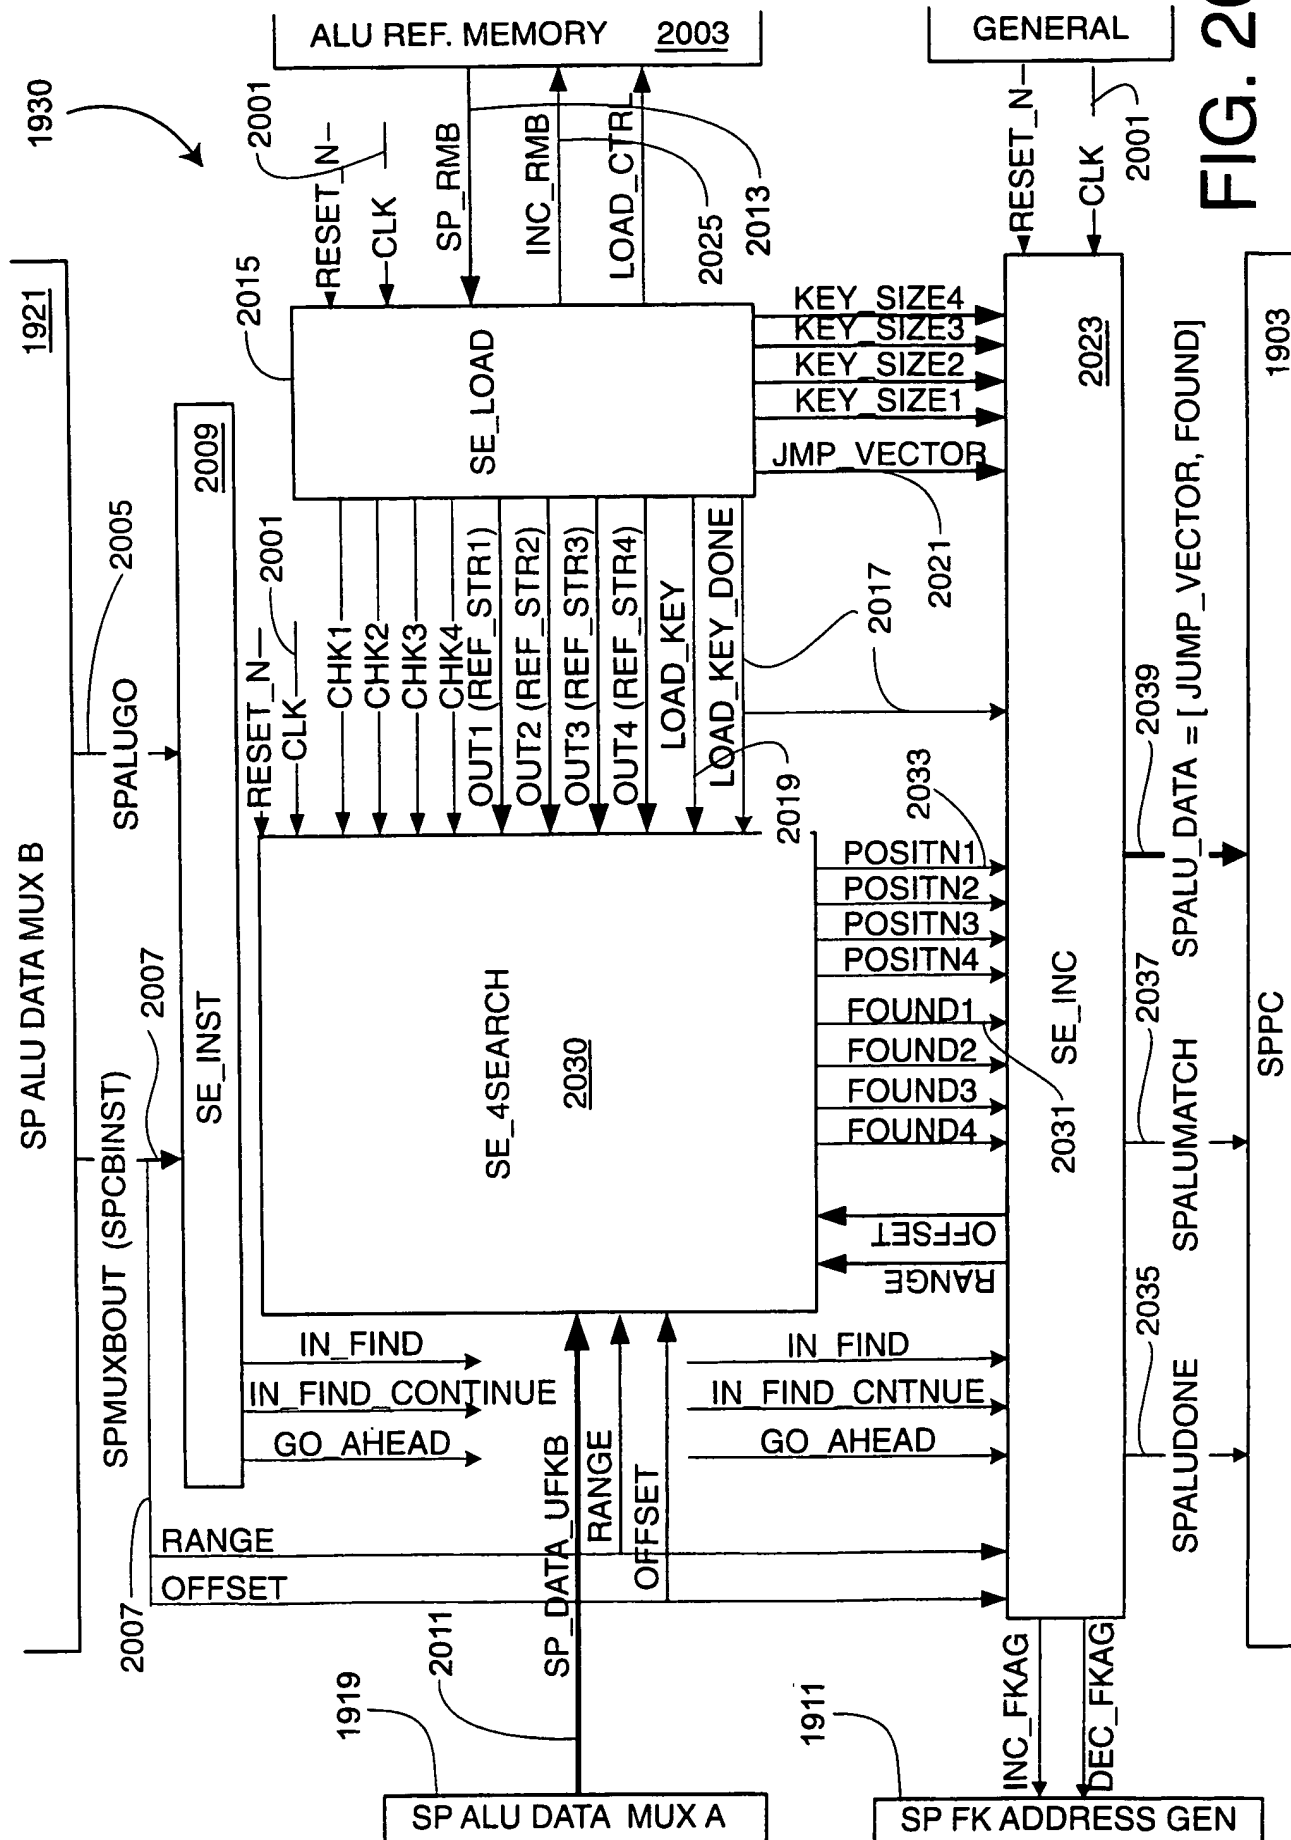 1930
SP ALU DATA MUX B
1921
SPMUXBOUT (SPCBINST)
2007
SPALUGO
2005
2007
SE_INST
2009
RANGE
OFFSET
IN_FIND
IN_FIND_CONTINUE
GO_AHEAD
RESET_N
CLK
2001
RESET_N
CLK
2001
SE_4SEARCH
2030
CHK1
CHK2
CHK3
CHK4
OUT1 (REF_STR1)
OUT2 (REF_STR2)
OUT3 (REF_STR3)
OUT4 (REF_STR4)
LOAD_KEY
LOAD_KEY_DONE
2019
2017
SE_LOAD
2015
SP_RMB
INC_RMB
LOAD_CTRL
2025
2013
ALU REF. MEMORY
2003
1919
2011
SP ALU DATA MUX A
SP_DATA_UFKB
RANGE
OFFSET
IN_FIND
IN_FIND_CNTNUE
GO_AHEAD
RANGE
OFFSET
FOUND4
FOUND3
FOUND2
FOUND1
2031
POSITN4
POSITN3
POSITN2
POSITN1
2033
JMP_VECTOR
2021
KEY_SIZE1
KEY_SIZE2
KEY_SIZE3
KEY_SIZE4
GENERAL
RESET_N
CLK
2001
SE_INC
2023
1911
SP FK ADDRESS GEN
INC_FKAG
DEC_FKAG
SPALUDONE
2035
SPALUMATCH
2037
SPALU_DATA = [ JUMP_VECTOR, FOUND]
2039
SPPC
1903
FIG. 20